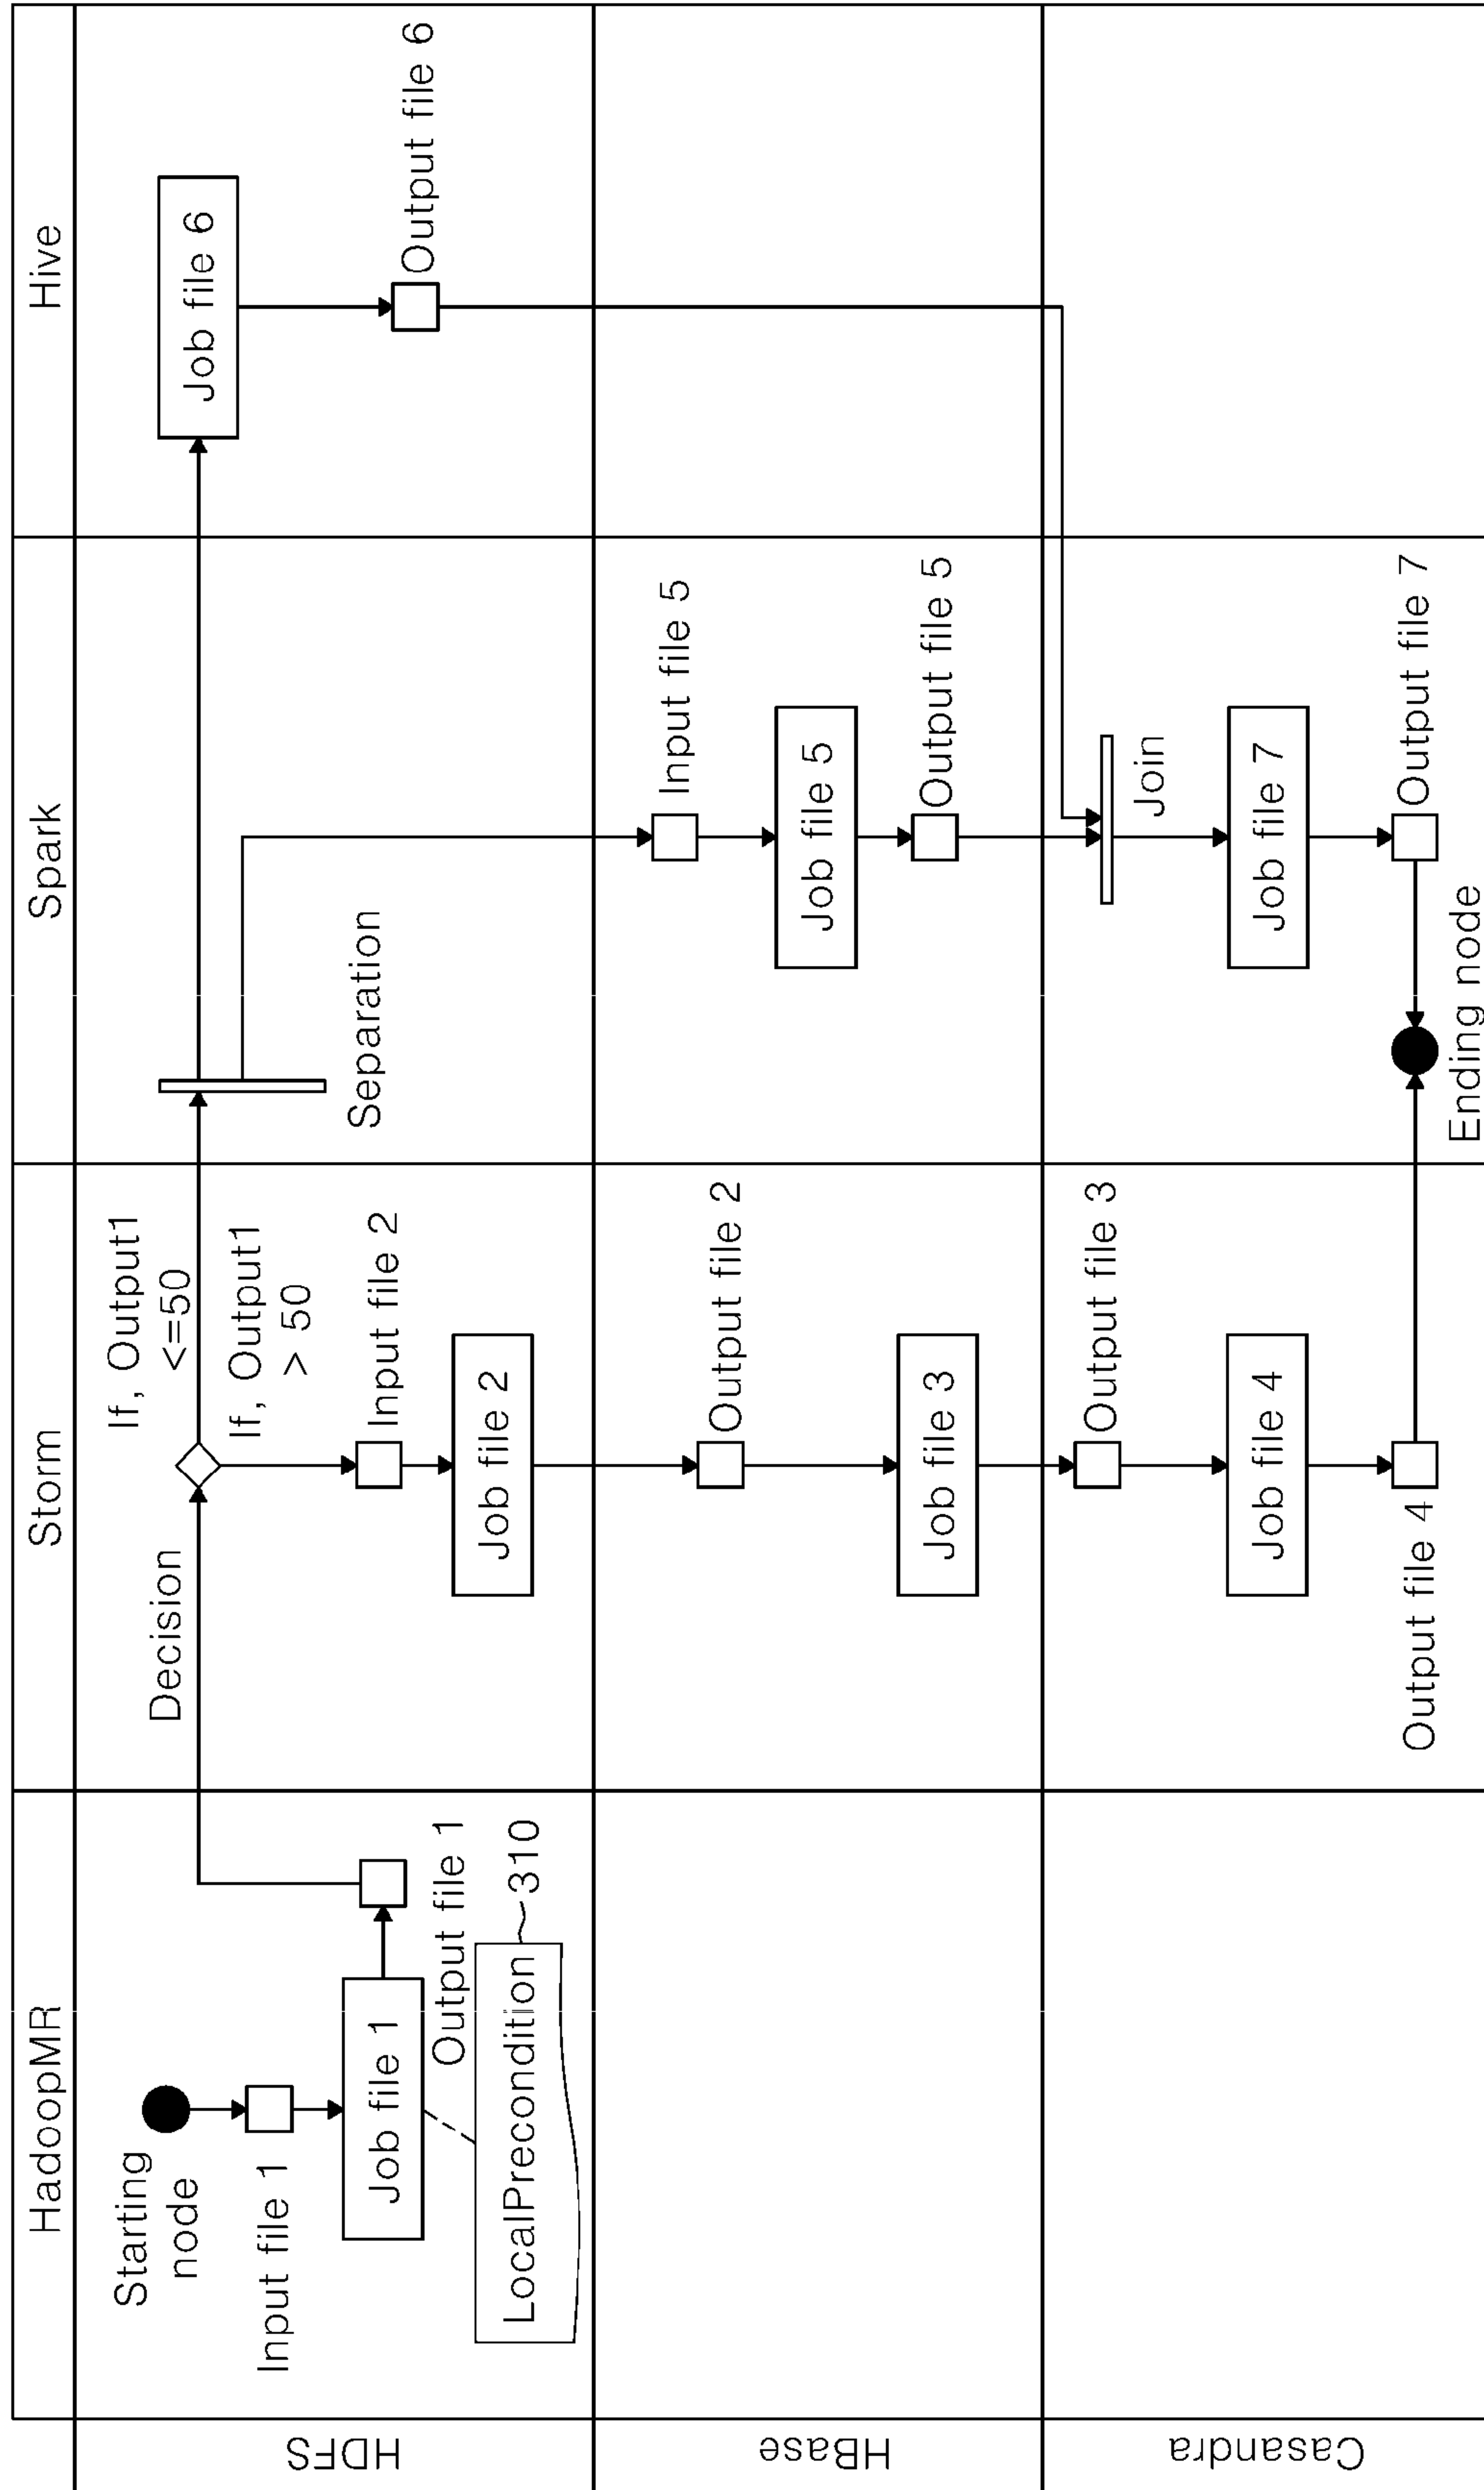 HadoopMR
Storm
Spark
Hive
HDFS
HBase
Casandra
Starting
node
Input file 1
Job file 1
Output file 1
LocalPrecondition
310
Decision
If, Output1
<=50
If, Output1
> 50
Input file 2
Job file 2
Output file 2
Job file 3
Output file 3
Job file 4
Output file 4
Separation
Input file 5
Job file 5
Output file 5
Join
Job file 7
Output file 7
Ending node
Job file 6
Output file 6